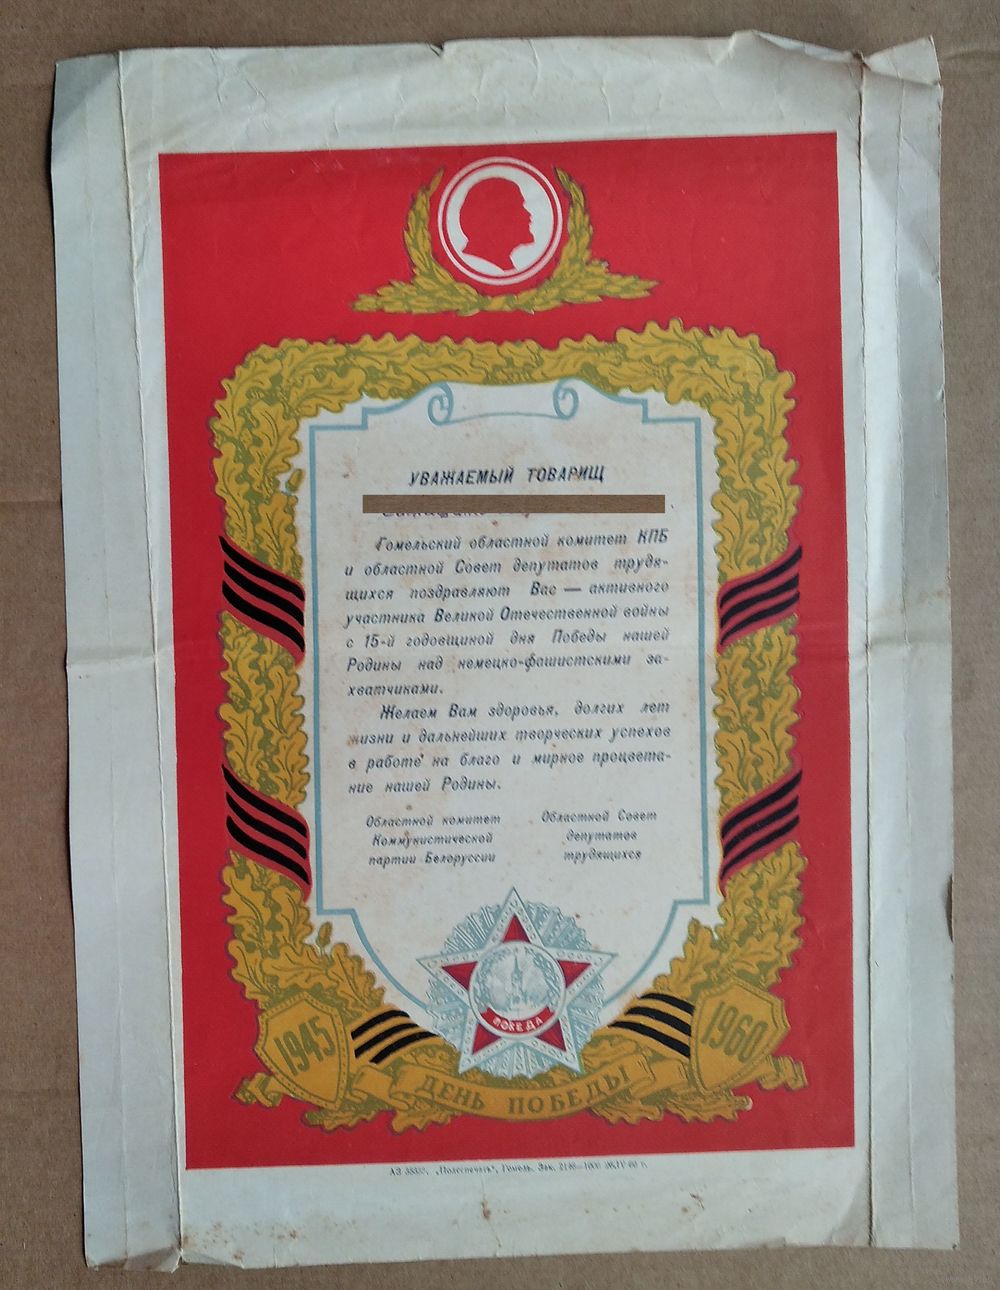 УВАЖАЕМЫЙ ТОВАРИЩ
Гомельский областной комитет КПБ
и областной Совет депутатов трудя-
щихся поздравляют Вас — активного
участника Великой Отечественной войны
с 15-й годовщиной дня Победы нашей
Родины над немецко-фашистскими за-
хватчиками.
Желаем Вам здоровья, долгих лет
жизни и дальнейших творческих успехов
в работе на благо и мирное процвета-
ние нашей Родины.
Областной комитет
Коммунистической
партии Белоруссии
Областной Совет
депутатов
трудящихся
ПОБЕДА
1945
1960
ДЕНЬ ПОБЕДЫ
„Полеспечать", Гомель. Зак.